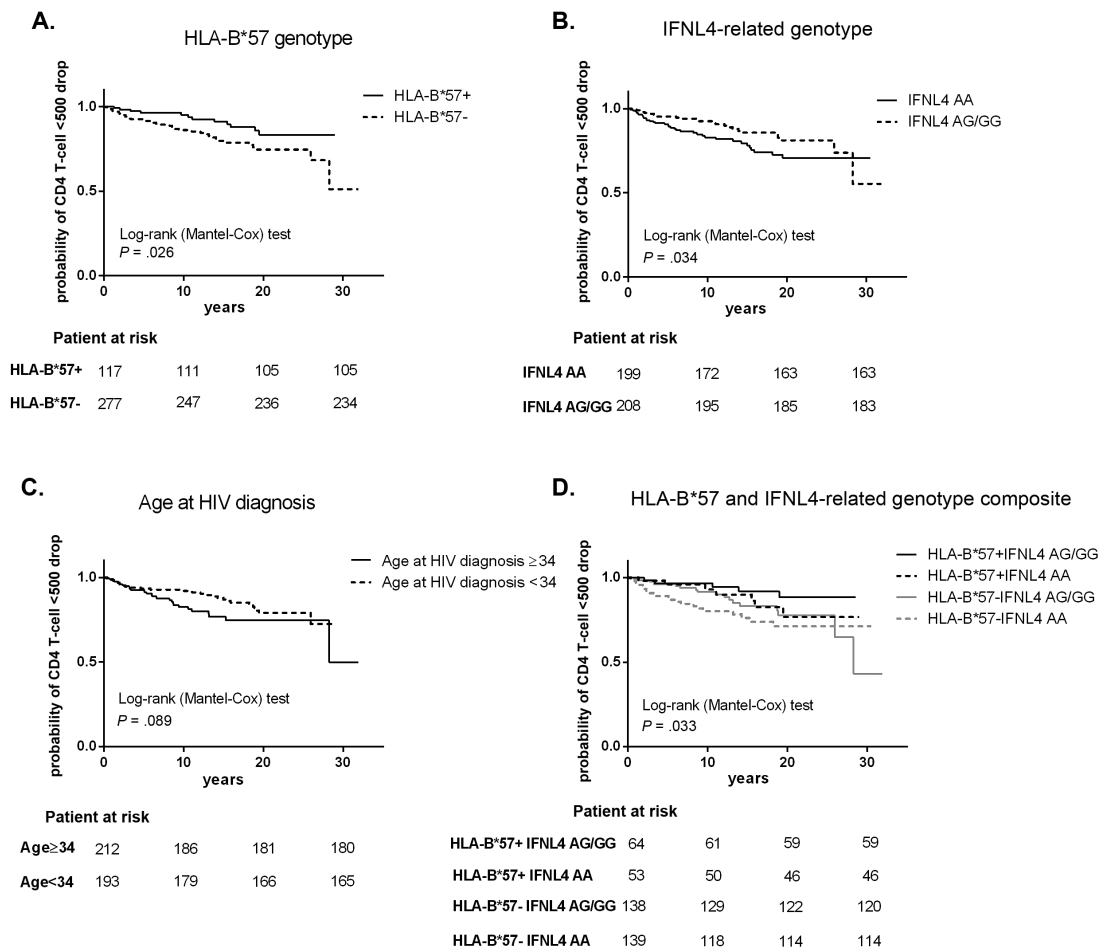 A.
HLA-B*57 genotype
probability of CD4 T-cell <500 drop
1.0
0.5
0.0
HLA-B*57+
HLA-B*57-
Log-rank (Mantel-Cox) test
P = .026
0 10 20 30
years
Patient at risk
HLA-B*57+ 117 111 105 105
HLA-B*57- 277 247 236 234
B.
IFNL4-related genotype
probability of CD4 T-cell <500 drop
1.0
0.5
0.0
IFNL4 AA
IFNL4 AG/GG
Log-rank (Mantel-Cox) test
P = .034
0 10 20 30
years
Patient at risk
IFNL4 AA 199 172 163 163
IFNL4 AG/GG 208 195 185 183
C.
Age at HIV diagnosis
probability of CD4 T-cell <500 drop
1.0
0.5
0.0
Age at HIV diagnosis ≥34
Age at HIV diagnosis <34
Log-rank (Mantel-Cox) test
P = .089
0 10 20 30
years
Patient at risk
Age≥34 212 186 181 180
Age<34 193 179 166 165
D.
HLA-B*57 and IFNL4-related genotype composite
probability of CD4 T-cell <500 drop
1.0
0.5
0.0
HLA-B*57+IFNL4 AG/GG
HLA-B*57+IFNL4 AA
HLA-B*57-IFNL4 AG/GG
HLA-B*57-IFNL4 AA
Log-rank (Mantel-Cox) test
P = .033
0 10 20 30
years
Patient at risk
HLA-B*57+ IFNL4 AG/GG 64 61 59 59
HLA-B*57+ IFNL4 AA 53 50 46 46
HLA-B*57- IFNL4 AG/GG 138 129 122 120
HLA-B*57- IFNL4 AA 139 118 114 114